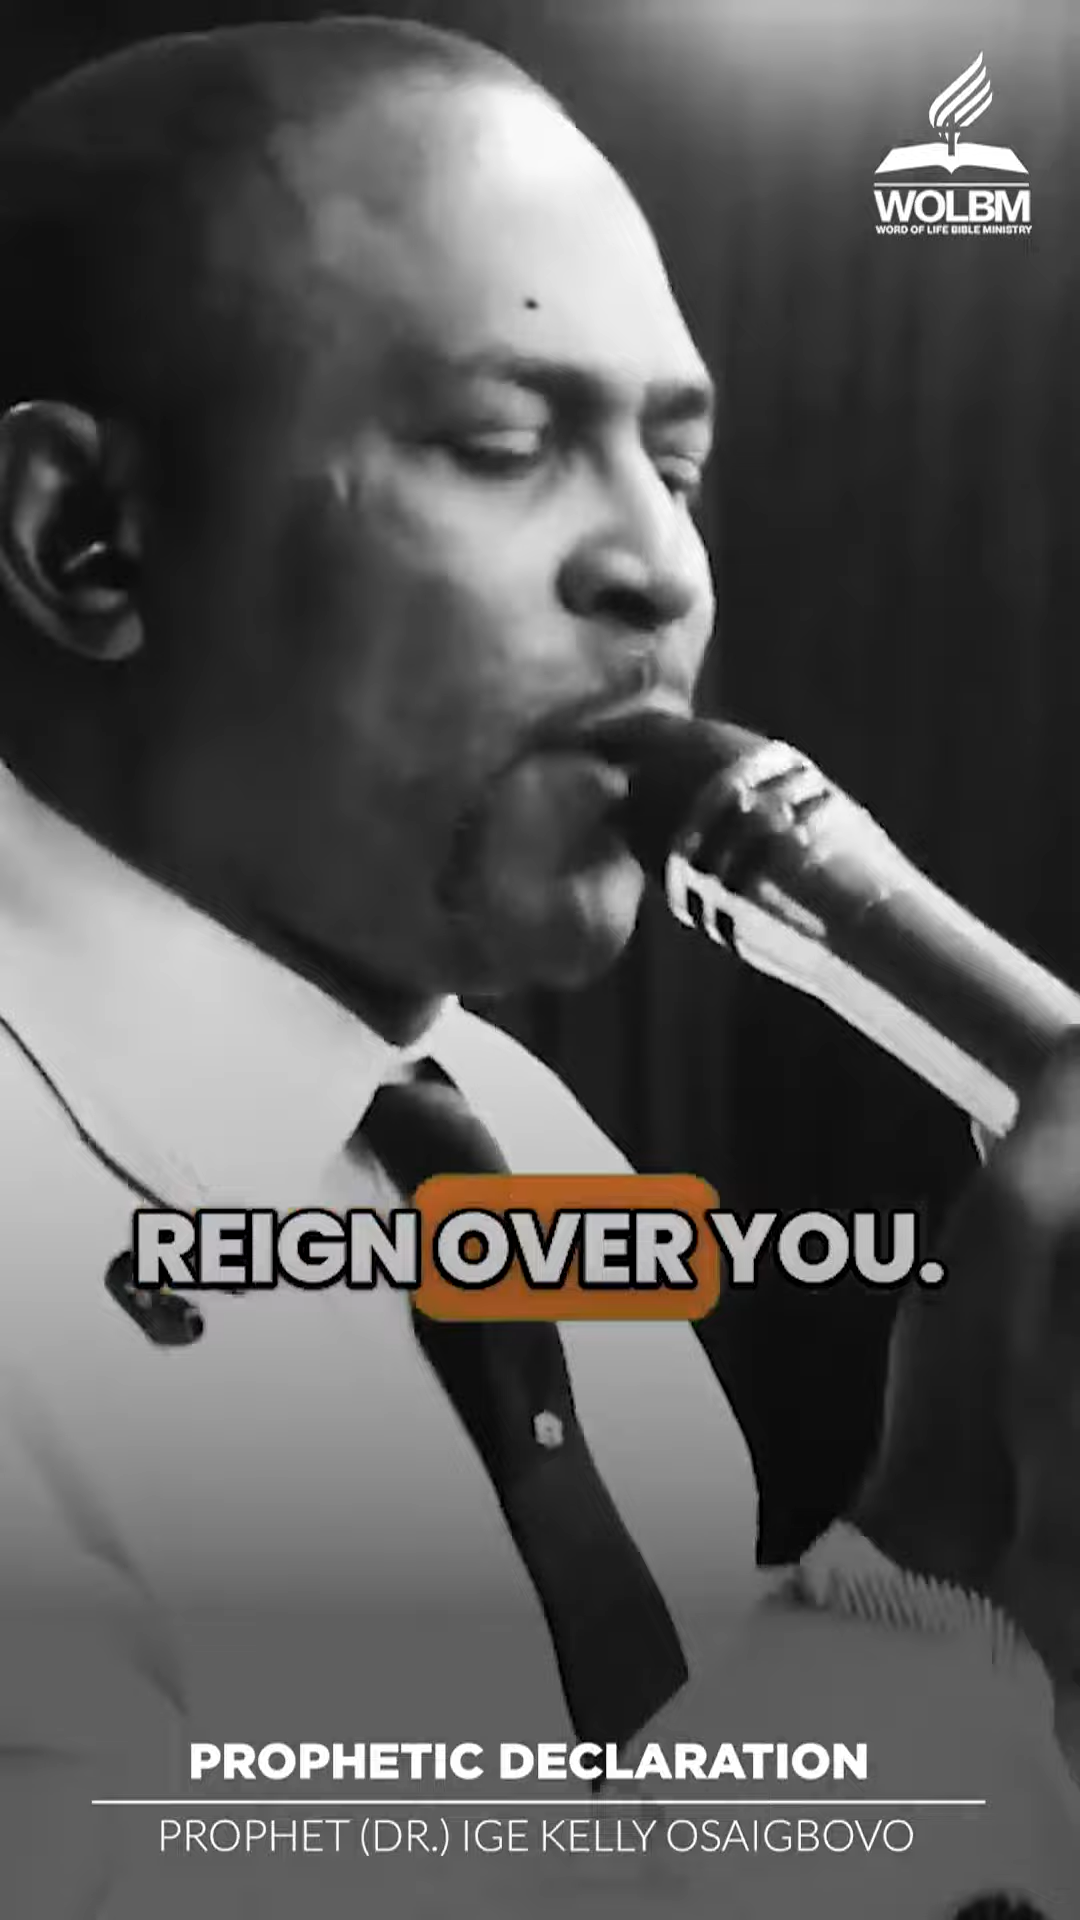 WOLBM
WORD OF LIFE BIBLE MINISTRY
REIGN OVER YOU.
PROPHETIC DECLARATION
PROPHET (DR.) IGE KELLY OSAIGBOVO